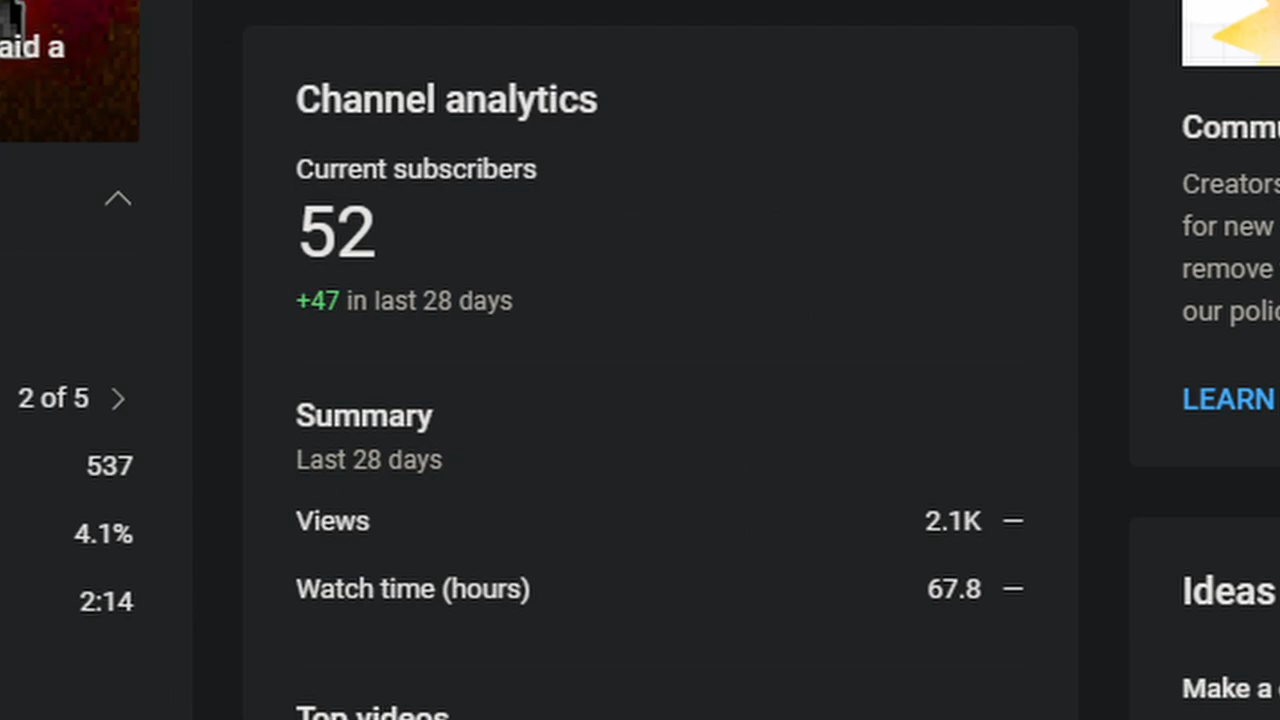 aid a
2 of 5
537
4.1%
2:14
Channel analytics
Current subscribers
52
+47 in last 28 days
Summary
Last 28 days
Views 2.1K —
Watch time (hours) 67.8 —
Top videos
Commu
Creators
for new
remove
our polic
LEARN
Ideas
Make a